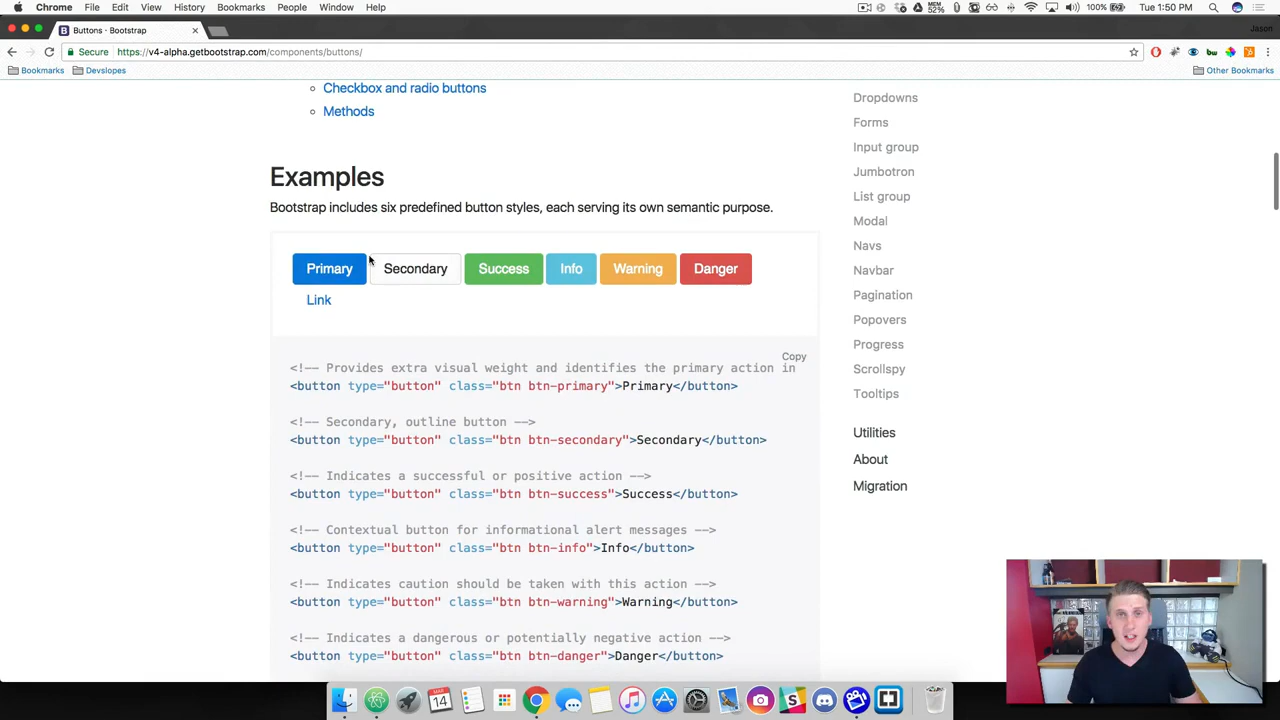 Chrome File Edit View History Bookmarks People Window Help
MEM 52% 100% Tue 1:50 PM
Buttons · Bootstrap
Jason
Secure https://v4-alpha.getbootstrap.com/components/buttons/
Bookmarks Devslopes Other Bookmarks
Checkbox and radio buttons
Methods
Examples
Bootstrap includes six predefined button styles, each serving its own semantic purpose.
Primary Secondary Success Info Warning Danger
Link
Copy
<!-- Provides extra visual weight and identifies the primary action in
<button type="button" class="btn btn-primary">Primary</button>
<!-- Secondary, outline button -->
<button type="button" class="btn btn-secondary">Secondary</button>
<!-- Indicates a successful or positive action -->
<button type="button" class="btn btn-success">Success</button>
<!-- Contextual button for informational alert messages -->
<button type="button" class="btn btn-info">Info</button>
<!-- Indicates caution should be taken with this action -->
<button type="button" class="btn btn-warning">Warning</button>
<!-- Indicates a dangerous or potentially negative action -->
<button type="button" class="btn btn-danger">Danger</button>
Dropdowns
Forms
Input group
Jumbotron
List group
Modal
Navs
Navbar
Pagination
Popovers
Progress
Scrollspy
Tooltips
Utilities
About
Migration
MAR
14